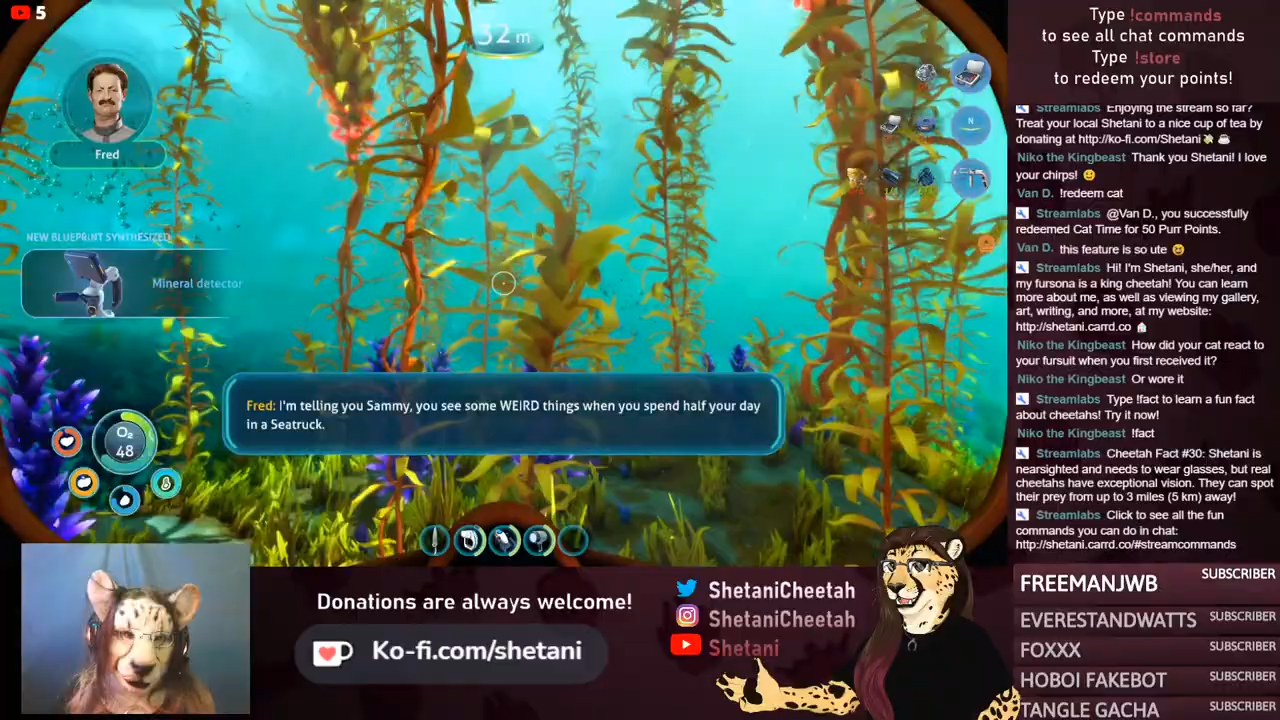 5
32 m
Fred
N
NEW BLUEPRINT SYNTHESIZED
Mineral detector
Fred: I'm telling you Sammy, you see some WEIRD things when you spend half your day
in a Seatruck.
O₂
48
Donations are always welcome!
Ko-fi.com/shetani
ShetaniCheetah
ShetaniCheetah
Shetani
Type !commands
to see all chat commands
Type !store
to redeem your points!
Streamlabs Enjoying the stream so far?
Treat your local Shetani to a nice cup of tea by
donating at http://ko-fi.com/Shetani
Niko the Kingbeast Thank you Shetani! I love
your chirps!
Van D. !redeem cat
Streamlabs @Van D., you successfully
redeemed Cat Time for 50 Purr Points.
Van D. this feature is so ute
Streamlabs Hi! I'm Shetani, she/her, and
my fursona is a king cheetah! You can learn
more about me, as well as viewing my gallery,
art, writing, and more, at my website:
http://shetani.carrd.co
Niko the Kingbeast How did your cat react to
your fursuit when you first received it?
Niko the Kingbeast Or wore it
Streamlabs Type !fact to learn a fun fact
about cheetahs! Try it now!
Niko the Kingbeast !fact
Streamlabs Cheetah Fact #30: Shetani is
nearsighted and needs to wear glasses, but real
cheetahs have exceptional vision. They can spot
their prey from up to 3 miles (5 km) away!
Streamlabs Click to see all the fun
commands you can do in chat:
http://shetani.carrd.co/#streamcommands
FREEMANJWB SUBSCRIBER
EVERESTANDWATTS SUBSCRIBER
FOXXX SUBSCRIBER
HOBOI FAKEBOT SUBSCRIBER
TANGLE GACHA SUBSCRIBER